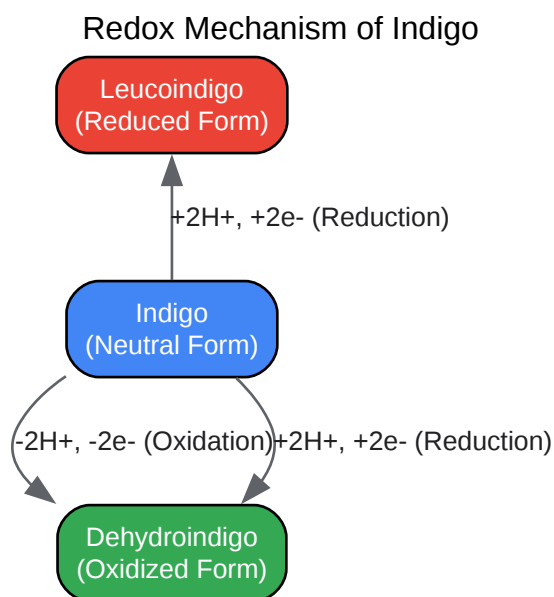 Redox Mechanism of Indigo
Leucoindigo
(Reduced Form)
+2H+, +2e- (Reduction)
Indigo
(Neutral Form)
-2H+, -2e- (Oxidation)
+2H+, +2e- (Reduction)
Dehydroindigo
(Oxidized Form)